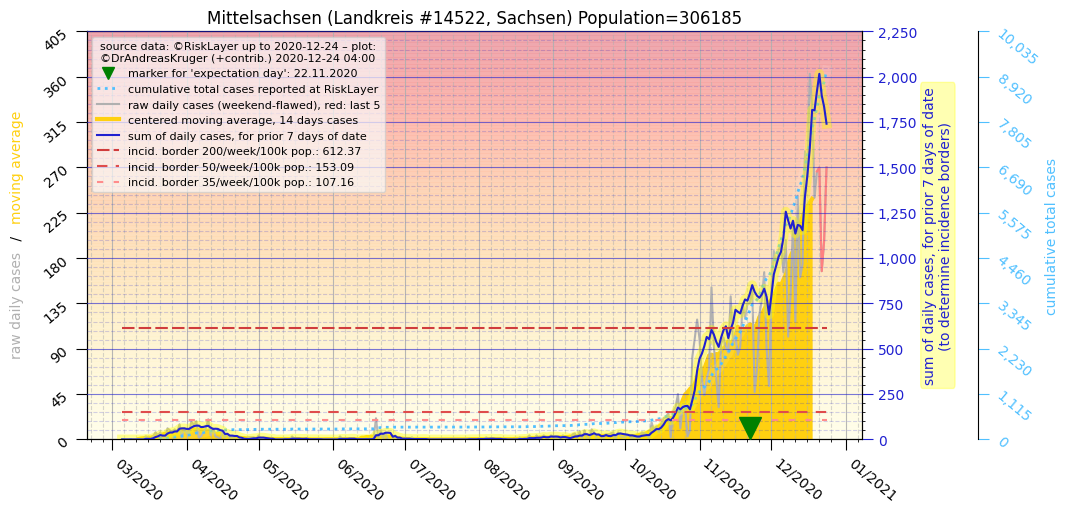 Mittelsachsen (Landkreis #14522, Sachsen) Population=306185
source data: ©RiskLayer up to 2020-12-24 – plot:
©DrAndreasKruger (+contrib.) 2020-12-24 04:00
marker for 'expectation day': 22.11.2020
cumulative total cases reported at RiskLayer
raw daily cases (weekend-flawed), red: last 5
centered moving average, 14 days cases
sum of daily cases, for prior 7 days of date
incid. border 200/week/100k pop.: 612.37
incid. border 50/week/100k pop.: 153.09
incid. border 35/week/100k pop.: 107.16
raw daily cases / moving average
405
360
315
270
225
180
135
90
45
0
03/2020
04/2020
05/2020
06/2020
07/2020
08/2020
09/2020
10/2020
11/2020
12/2020
01/2021
2,250
2,000
1,750
1,500
1,250
1,000
750
500
250
0
sum of daily cases, for prior 7 days of date
(to determine incidence borders)
10,035
8,920
7,805
6,690
5,575
4,460
3,345
2,230
1,115
0
cumulative total cases